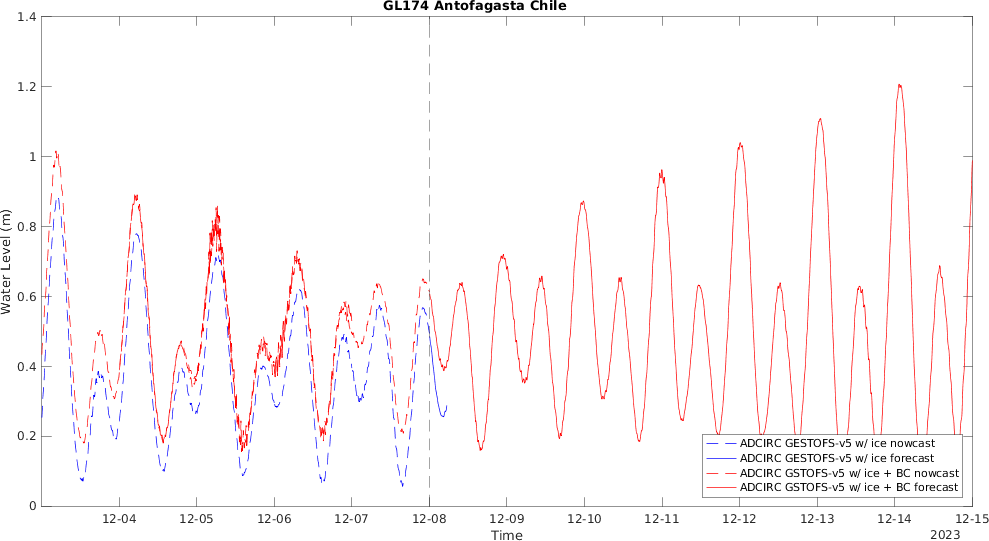 GL174 Antofagasta Chile
1.4
1.2
1
0.8
0.6
0.4
0.2
0
Water Level (m)
ADCIRC GESTOFS-v5 w/ ice nowcast
ADCIRC GESTOFS-v5 w/ ice forecast
ADCIRC GSTOFS-v5 w/ ice + BC nowcast
ADCIRC GSTOFS-v5 w/ ice + BC forecast
12-04 12-05 12-06 12-07 12-08 12-09 12-10 12-11 12-12 12-13 12-14 12-15
Time
2023